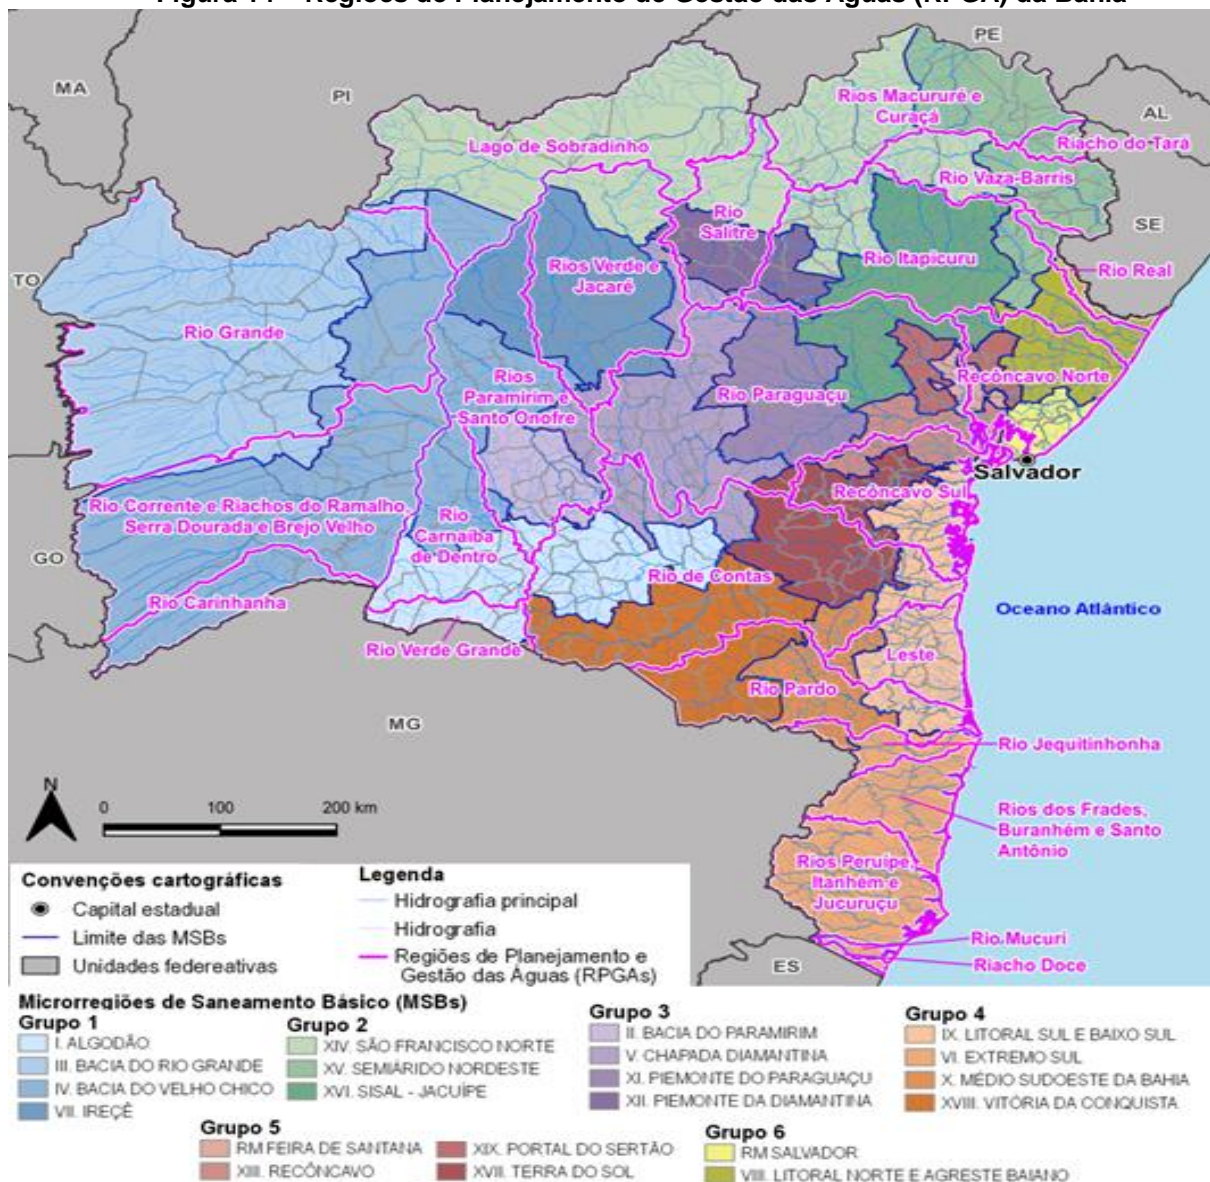 Figura 14 – Regiões de Planejamento de Gestão das Águas (RPGA) da Bahia
PE
MA
PI
AL
Rios Macururé e
Curaçá
Riacho do Tará
Lago de Sobradinho
Rio Vaza-Barris
SE
Rio
Salitre
TO
Rios Verde e
Jacaré
Rio Itapicuru
Rio Real
Rio Grande
Rios
Paramirim e
Santo Onofre
Rio Paraguaçu
Recôncavo Norte
Salvador
Rio Corrente e Riachos do Ramalho,
Serra Dourada e Brejo Velho
Recôncavo Sul
Rio
Carnaíba
de Dentro
GO
Rio de Contas
Rio Carinhanha
Oceano Atlântico
Rio Verde Grande
Leste
Rio Pardo
MG
Rio Jequitinhonha
N
0 100 200 km
Rios dos Frades,
Buranhém e Santo
Antônio
Rios Peruípe,
Itanhém e
Jucuruçu
Rio Mucuri
Riacho Doce
ES
Convenções cartográficas
Capital estadual
Limite das MSBs
Unidades federeativas
Legenda
Hidrografia principal
Hidrografia
Regiões de Planejamento e
Gestão das Águas (RPGAs)
Microrregiões de Saneamento Básico (MSBs)
Grupo 1
I. ALGODÃO
III. BACIA DO RIO GRANDE
IV. BACIA DO VELHO CHICO
VII. IREÇÊ
Grupo 2
XIV. SÃO FRANCISCO NORTE
XV. SEMIÁRIDO NORDESTE
XVI. SISAL - JACUÍPE
Grupo 3
II. BACIA DO PARAMIRIM
V. CHAPADA DIAMANTINA
XI. PIEMONTE DO PARAGUAÇU
XII. PIEMONTE DA DIAMANTINA
Grupo 4
IX. LITORAL SUL E BAIXO SUL
VI. EXTREMO SUL
X. MÉDIO SUDOESTE DA BAHIA
XVIII. VITÓRIA DA CONQUISTA
Grupo 5
RM FEIRA DE SANTANA
XIII. RECÔNCAVO
XIX. PORTAL DO SERTÃO
XVII. TERRA DO SOL
Grupo 6
RM SALVADOR
VIII. LITORAL NORTE E AGRESTE BAIANO